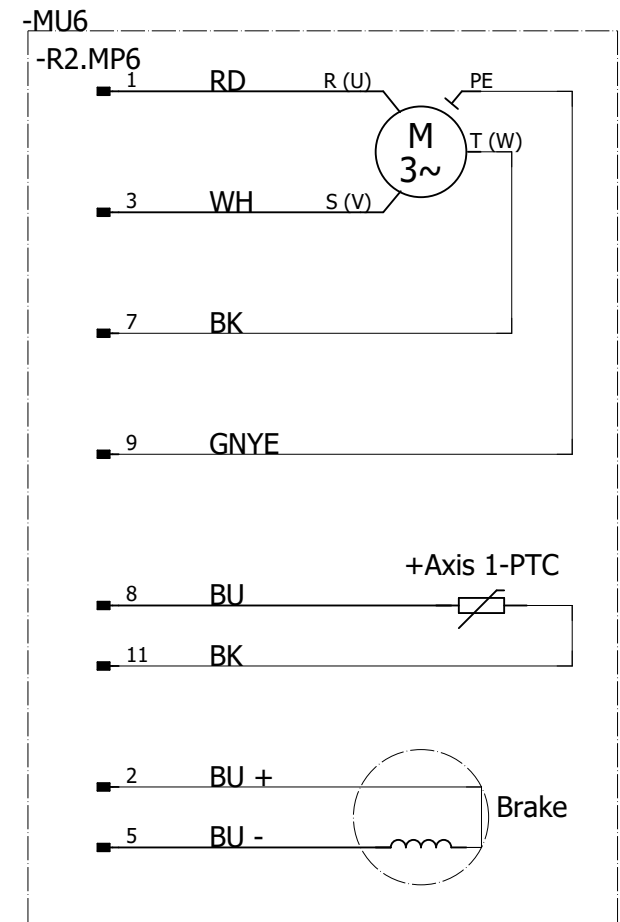 -MU6
-R2.MP6
1 RD R (U) PE
M
3~
T (W)
3 WH S (V)
7 BK
9 GNYE
+Axis 1-PTC
8 BU
11 BK
2 BU +
Brake
5 BU -